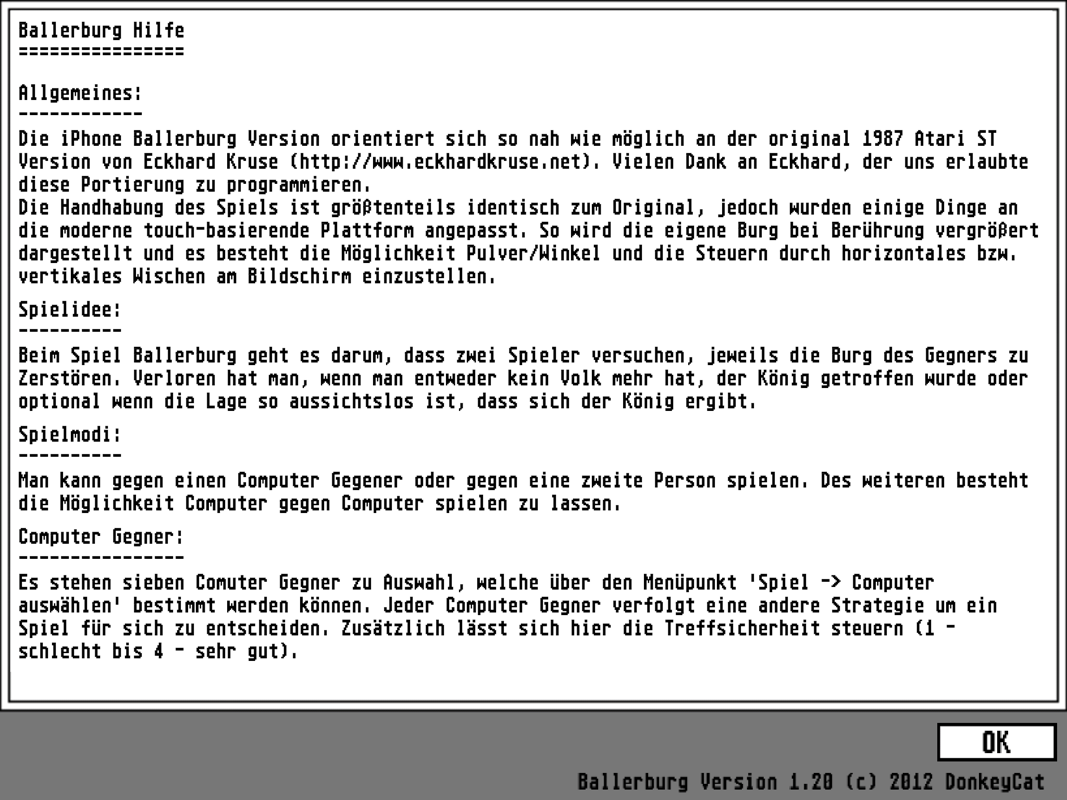 Ballerburg Hilfe
================
Allgemeines:
------------
Die iPhone Ballerburg Version orientiert sich so nah wie möglich an der original 1987 Atari ST
Version von Eckhard Kruse (http://www.eckhardkruse.net). Vielen Dank an Eckhard, der uns erlaubte
diese Portierung zu programmieren.
Die Handhabung des Spiels ist größtenteils identisch zum Original, jedoch wurden einige Dinge an
die moderne touch-basierende Plattform angepasst. So wird die eigene Burg bei Berührung vergrößert
dargestellt und es besteht die Möglichkeit Pulver/Winkel und die Steuern durch horizontales bzw.
vertikales Wischen am Bildschirm einzustellen.
Spielidee:
----------
Beim Spiel Ballerburg geht es darum, dass zwei Spieler versuchen, jeweils die Burg des Gegners zu
Zerstören. Verloren hat man, wenn man entweder kein Volk mehr hat, der König getroffen wurde oder
optional wenn die Lage so aussichtslos ist, dass sich der König ergibt.
Spielmodi:
----------
Man kann gegen einen Computer Gegener oder gegen eine zweite Person spielen. Des weiteren besteht
die Möglichkeit Computer gegen Computer spielen zu lassen.
Computer Gegner:
----------------
Es stehen sieben Comuter Gegner zu Auswahl, welche über den Menüpunkt 'Spiel -> Computer
auswählen' bestimmt werden können. Jeder Computer Gegner verfolgt eine andere Strategie um ein
Spiel für sich zu entscheiden. Zusätzlich lässt sich hier die Treffsicherheit steuern (1 -
schlecht bis 4 - sehr gut).
OK
Ballerburg Version 1.20 (c) 2012 DonkeyCat